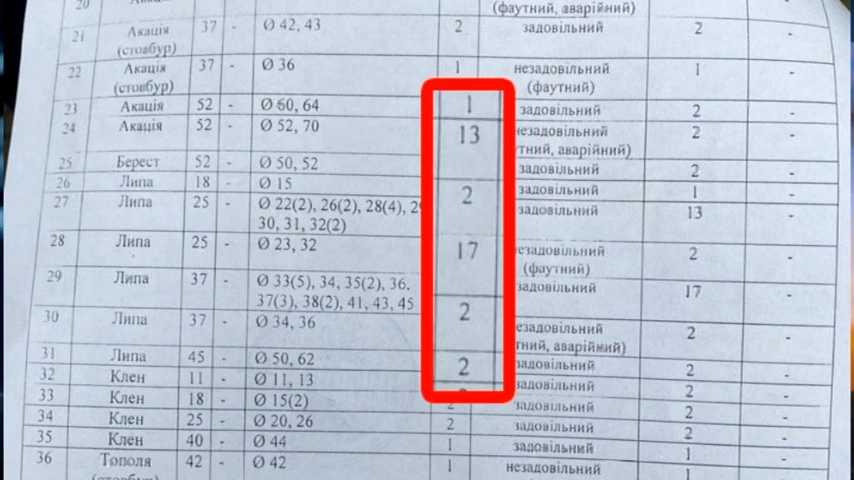 20
(фаутний, аварійний)
21 Акація 37 - Ø 42, 43 2 задовільний 2 -
(стовбур)
22 Акація 37 - Ø 36 1 незадовільний 1 -
(стовбур) (фаутний)
23 Акація 52 - Ø 60, 64 1 задовільний 2 -
24 Акація 52 - Ø 52, 70 13 незадовільний 2 -
аварійний)
25 Берест 52 - Ø 50, 52 задовільний 2 -
26 Липа 18 - Ø 15 2 задовільний 1 -
27 Липа 25 - Ø 22(2), 26(2), 28(4), задовільний 13 -
30, 31, 32(2)
28 Липа 25 - Ø 23, 32 17 незадовільний 2 -
(фаутний)
29 Липа 37 - Ø 33(5), 34, 35(2), 36, задовільний 17 -
37(3), 38(2), 41, 43, 45
30 Липа 37 - Ø 34, 36 2 незадовільний 2 -
аварійний)
31 Липа 45 - Ø 50, 62 2 задовільний 2 -
32 Клен 11 - Ø 11, 13 задовільний 2 -
33 Клен 18 - Ø 15(2) 2 задовільний 2 -
34 Клен 25 - Ø 20, 26 2 задовільний 2 -
35 Клен 40 - Ø 44 1 задовільний 1 -
36 Тополя 42 - Ø 42 1 незадовільний 1 -